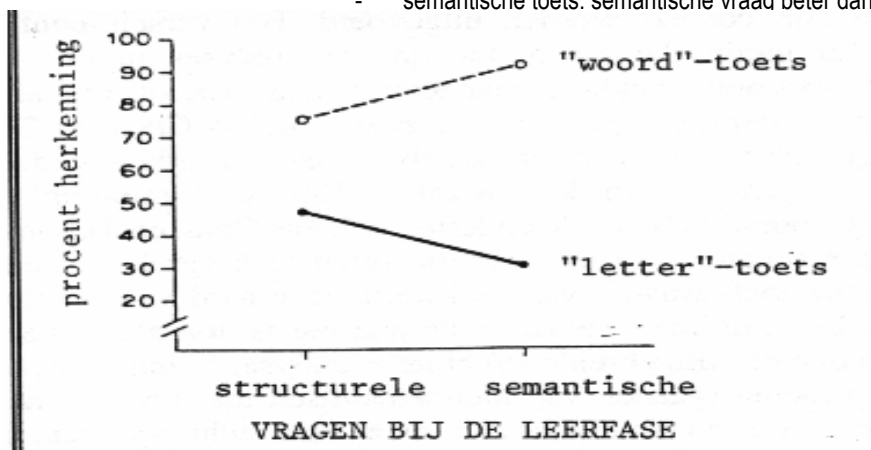 - semantische toets: semantische vraag beter dan
100
90
80
70
60
50
40
30
20
procent herkenning
"woord"-toets
"letter"-toets
structurele semantische
VRAGEN BIJ DE LEERFASE